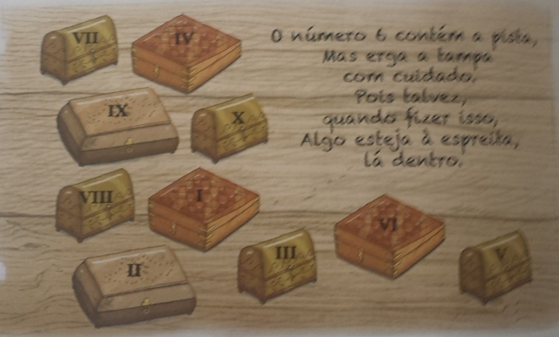 VII
IV
O número 6 contém a pista,
Mas erga a tampa
com cuidado.
Pois talvez,
quando fizer isso,
Algo esteja à espreita,
lá dentro.
IX
X
VIII
I
VI
III
V
II